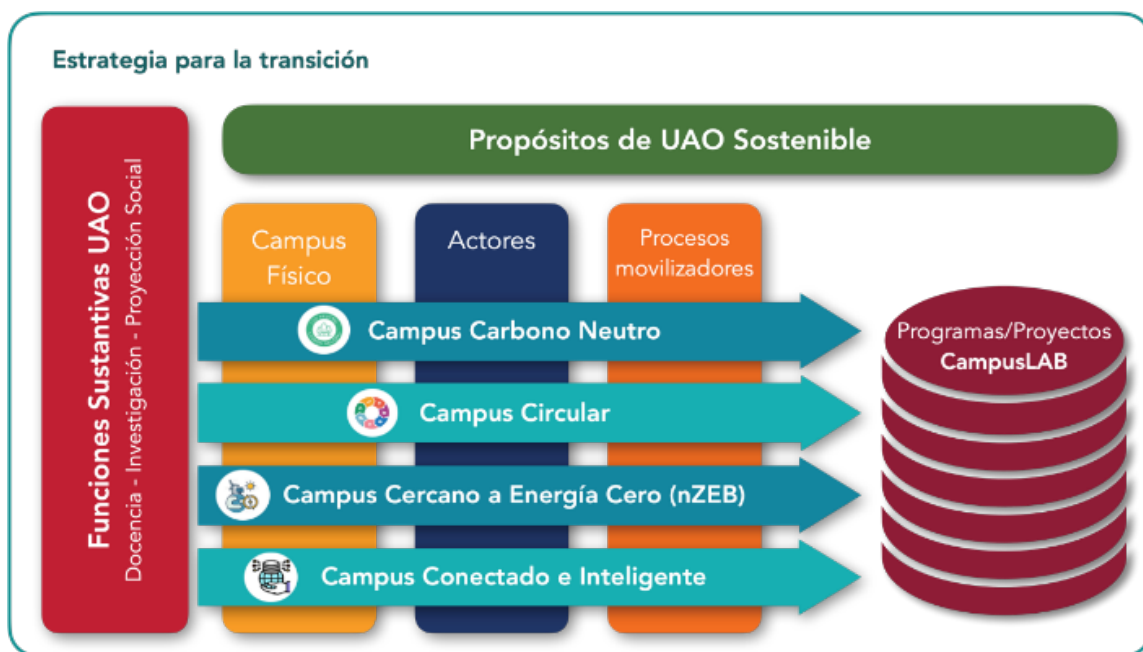 Estrategia para la transición
Funciones Sustantivas UAO
Docencia - Investigación - Proyección Social
Propósitos de UAO Sostenible
Campus
Físico
Actores
Procesos
movilizadores
Campus Carbono Neutro
Campus Circular
Campus Cercano a Energía Cero (nZEB)
Campus Conectado e Inteligente
Programas/Proyectos
CampusLAB